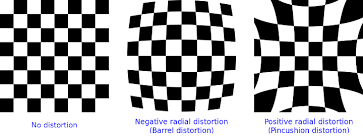 No distortion
Negative radial distortion
(Barrel distortion)
Positive radial distortion
(Pincushion distortion)